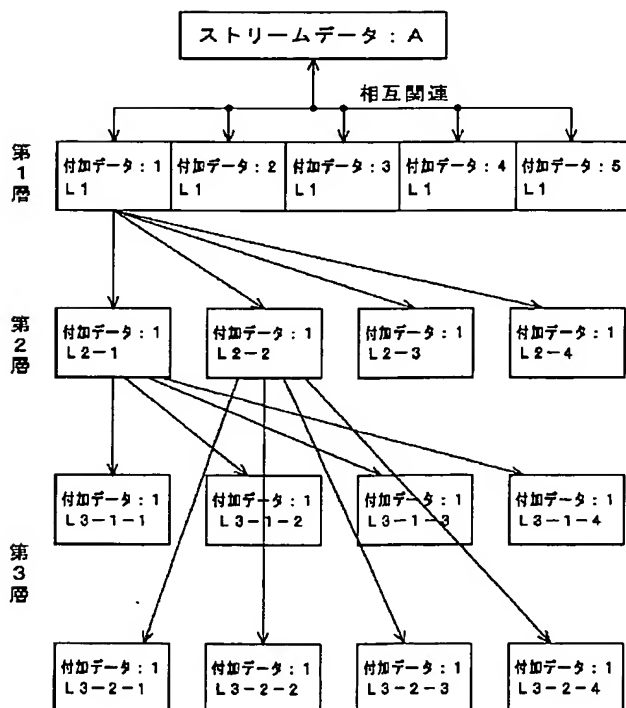 ストリームデータ：A
相互関連
第1層
付加データ：1
L1
付加データ：2
L1
付加データ：3
L1
付加データ：4
L1
付加データ：5
L1
第2層
付加データ：1
L2－1
付加データ：1
L2－2
付加データ：1
L2－3
付加データ：1
L2－4
第3層
付加データ：1
L3－1－1
付加データ：1
L3－1－2
付加データ：1
L3－1－3
付加データ：1
L3－1－4
付加データ：1
L3－2－1
付加データ：1
L3－2－2
付加データ：1
L3－2－3
付加データ：1
L3－2－4